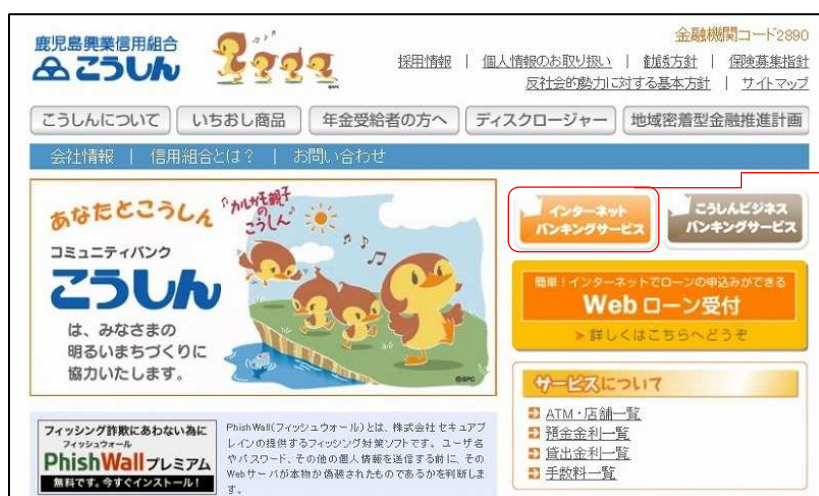 金融機関コード2890
鹿児島興業信用組合
こうしん
採用情報 | 個人情報のお取り扱い | 勧誘方針 | 保険募集指針
反社会的勢力に対する基本方針 | サイトマップ
こうしんについて いちおし商品 年金受給者の方へ ディスクロージャー 地域密着型金融推進計画
会社情報 | 信用組合とは? | お問い合わせ
あなたとこうしん
カルガモ親子
のこうしん
コミュニティバンク
こうしん
は、みなさまの
明るいまちづくりに
協力いたします。
©SPC
インターネット
バンキングサービス
こうしんビジネス
バンキングサービス
簡単!インターネットでローンの申込みができる
Web ローン受付
➤詳しくはこちらへどうぞ
サービスについて
ATM・店舗一覧
預金金利一覧
貸出金利一覧
手数料一覧
フィッシング詐欺にあわない為に
フィッシュウォール
PhishWall プレミアム
無料です。今すぐインストール!
PhishWall(フィッシュウォール)とは、株式会社セキュアブ
レインの提供するフィッシング対策ソフトです。ユーザ名
やパスワード、その他の個人情報を送信する前に、その
Webサーバが本物か偽装されたものであるかを判断しま
す。